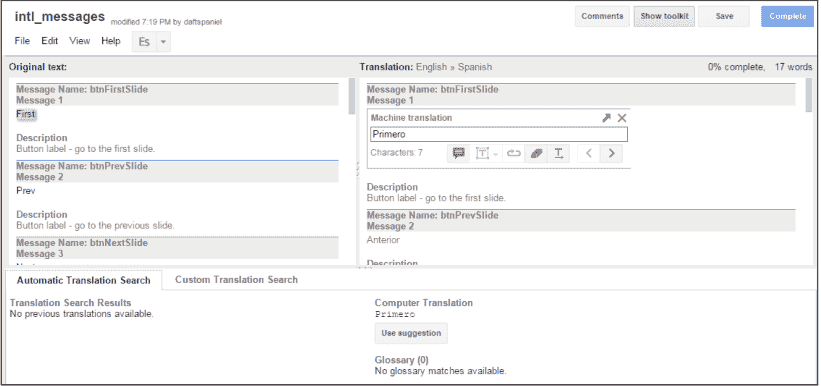 intl_messages modified 7:19 PM by daftspaniel
Comments Show toolkit Save Complete
File Edit View Help Es
Original text:
Translation: English » Spanish 0% complete, 17 words
Message Name: btnFirstSlide
Message 1
First
Description
Button label - go to the first slide.
Message Name: btnPrevSlide
Message 2
Prev
Description
Button label - go to the previous slide.
Message Name: btnNextSlide
Message 3
Message Name: btnFirstSlide
Message 1
Machine translation
Primero
Characters: 7
Description
Button label - go to the first slide.
Message Name: btnPrevSlide
Message 2
Anterior
Description
Automatic Translation Search Custom Translation Search
Translation Search Results
No previous translations available.
Computer Translation
Primero
Use suggestion
Glossary (0)
No glossary matches available.